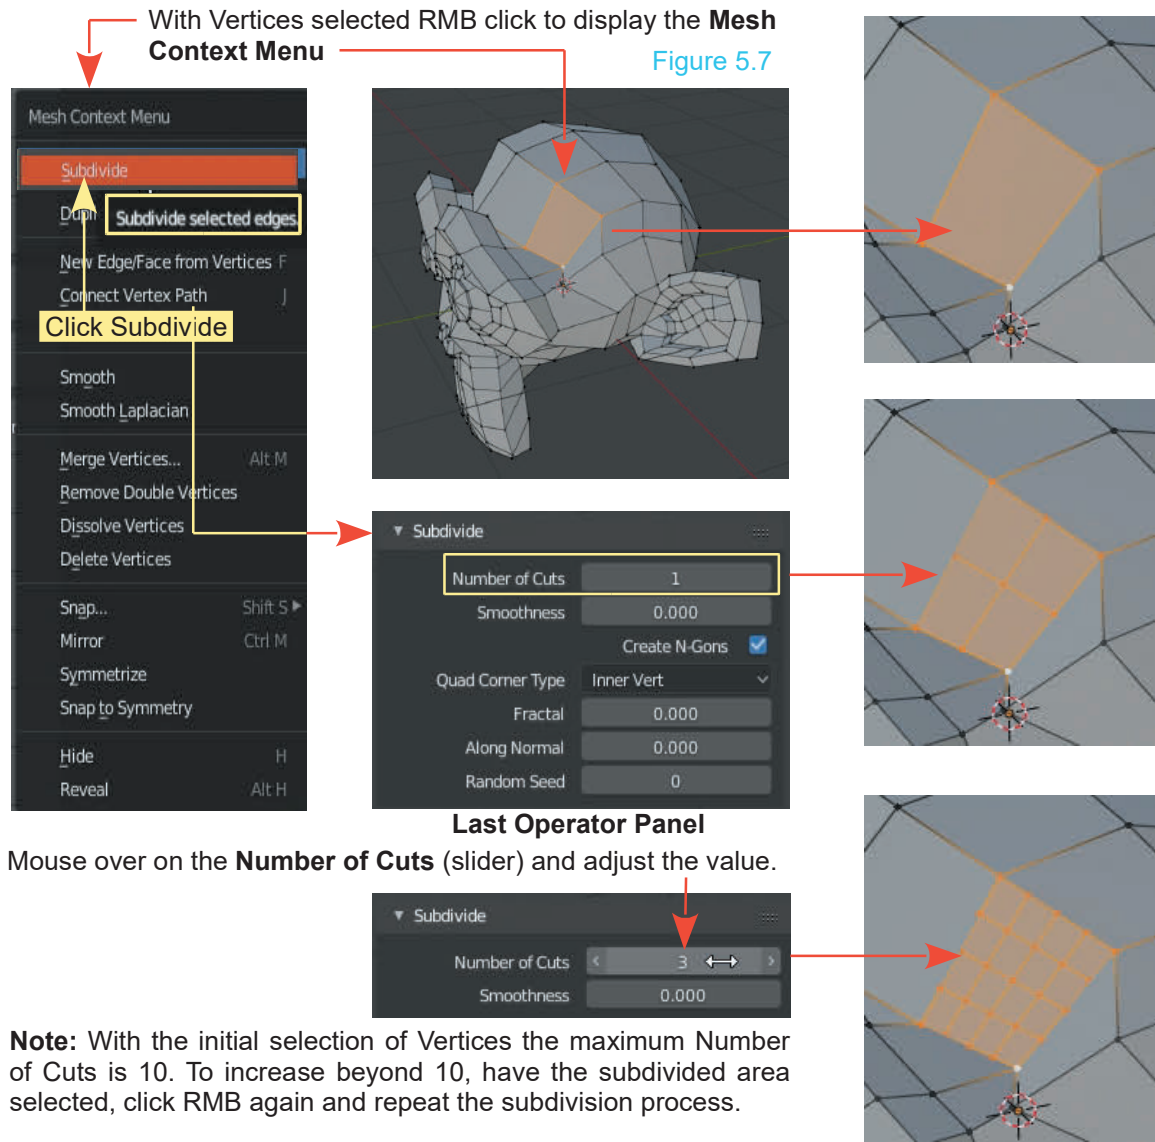 With Vertices selected RMB click to display the Mesh
Context Menu
Figure 5.7
Mesh Context Menu
Subdivide
Dupli
Subdivide selected edges.
New Edge/Face from Vertices F
Connect Vertex Path J
Click Subdivide
Smooth
Smooth Laplacian
Merge Vertices... Alt M
Remove Double Vertices
Dissolve Vertices
Delete Vertices
Snap... Shift S
Mirror Ctrl M
Symmetrize
Snap to Symmetry
Hide H
Reveal Alt H
Subdivide
Number of Cuts 1
Smoothness 0.000
Create N-Gons
Quad Corner Type Inner Vert
Fractal 0.000
Along Normal 0.000
Random Seed 0
Last Operator Panel
Mouse over on the Number of Cuts (slider) and adjust the value.
Subdivide
Number of Cuts 3
Smoothness 0.000
Note: With the initial selection of Vertices the maximum Number
of Cuts is 10. To increase beyond 10, have the subdivided area
selected, click RMB again and repeat the subdivision process.